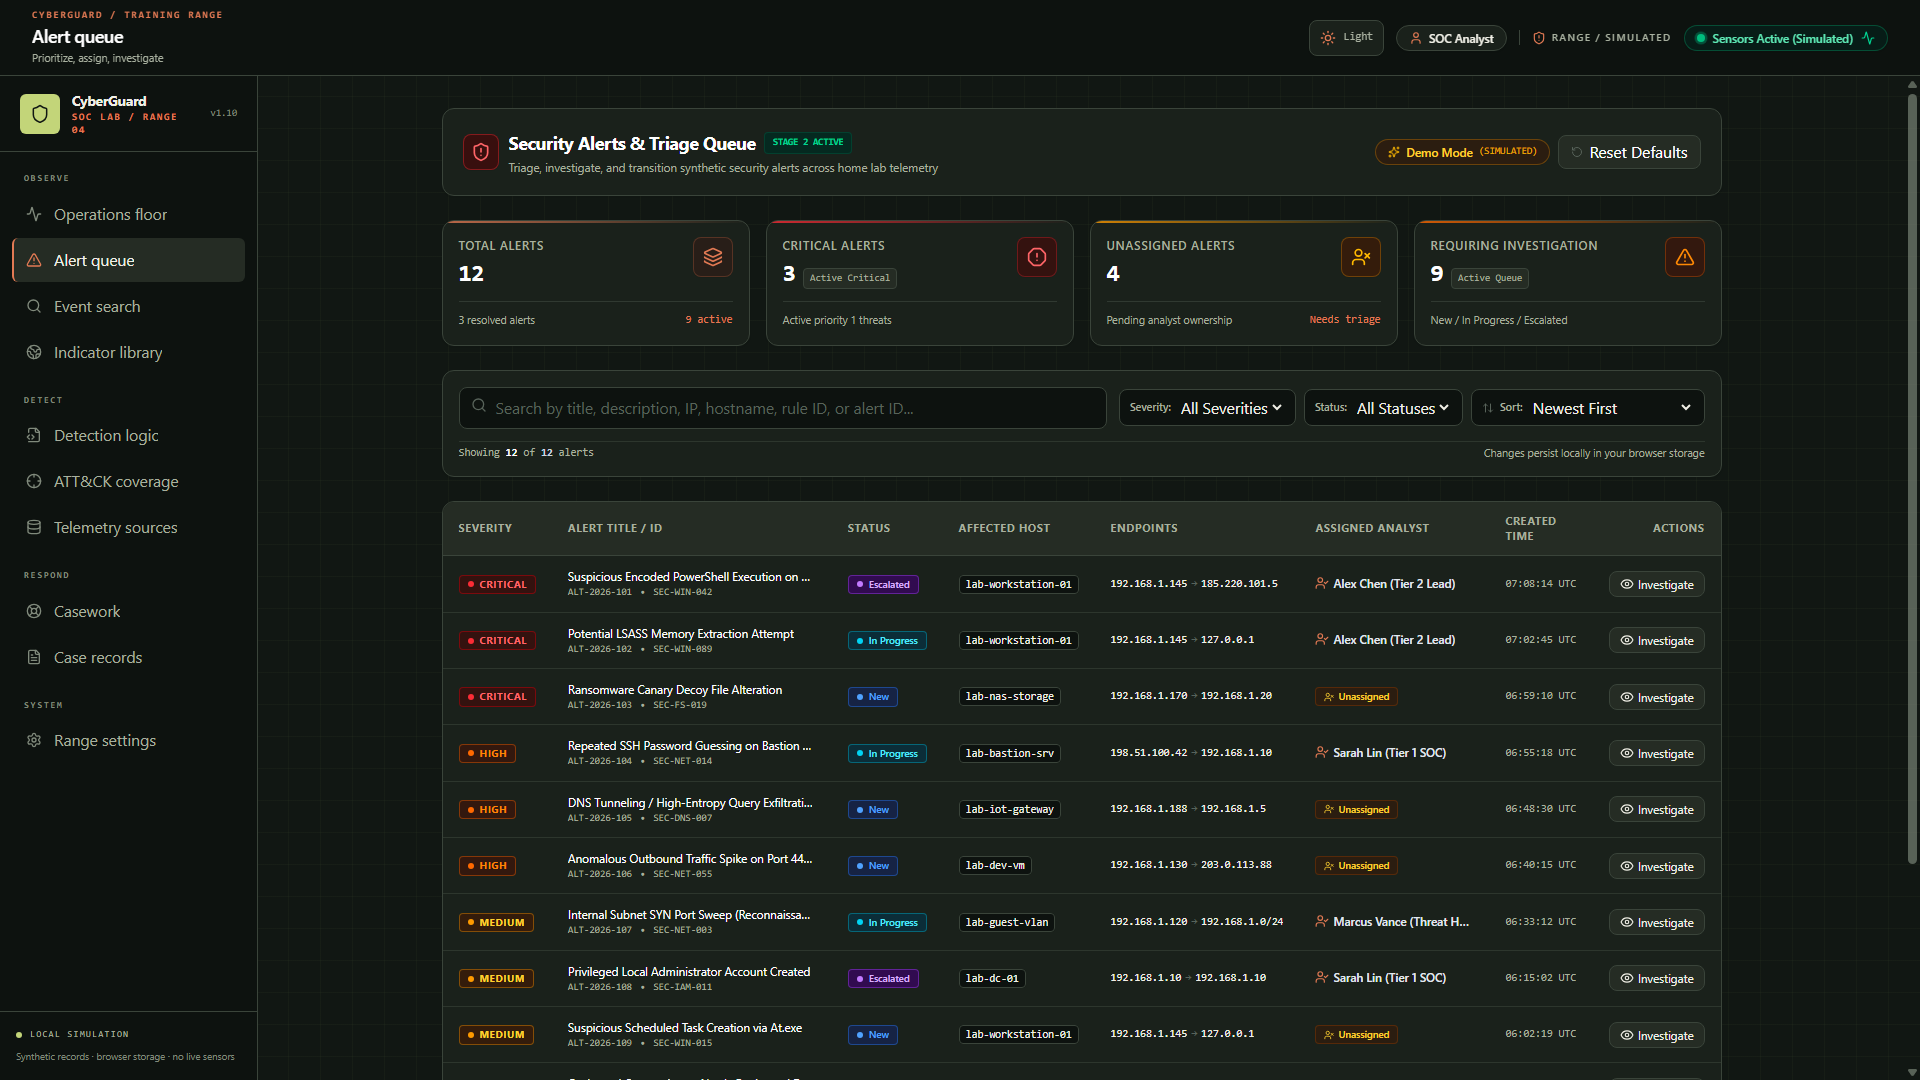 CYBERGUARD / TRAINING RANGE
Alert queue
Prioritize, assign, investigate
Light
SOC Analyst
RANGE / SIMULATED
Sensors Active (Simulated)
CyberGuard
SOC LAB / RANGE
04
v1.10
OBSERVE
Operations floor
Alert queue
Event search
Indicator library
DETECT
Detection logic
ATT&CK coverage
Telemetry sources
RESPOND
Casework
Case records
SYSTEM
Range settings
LOCAL SIMULATION
Synthetic records · browser storage · no live sensors
Security Alerts & Triage Queue STAGE 2 ACTIVE
Triage, investigate, and transition synthetic security alerts across home lab telemetry
Demo Mode (SIMULATED)
Reset Defaults
TOTAL ALERTS
12
3 resolved alerts 9 active
CRITICAL ALERTS
3 Active Critical
Active priority 1 threats
UNASSIGNED ALERTS
4
Pending analyst ownership Needs triage
REQUIRING INVESTIGATION
9 Active Queue
New / In Progress / Escalated
Search by title, description, IP, hostname, rule ID, or alert ID...
Severity: All Severities
Status: All Statuses
Sort: Newest First
Showing 12 of 12 alerts
Changes persist locally in your browser storage
SEVERITY ALERT TITLE / ID STATUS AFFECTED HOST ENDPOINTS ASSIGNED ANALYST CREATED TIME ACTIONS
CRITICAL Suspicious Encoded PowerShell Execution on ... Escalated lab-workstation-01 192.168.1.145 → 185.220.101.5 Alex Chen (Tier 2 Lead) 07:08:14 UTC Investigate
ALT-2026-101 • SEC-WIN-042
CRITICAL Potential LSASS Memory Extraction Attempt In Progress lab-workstation-01 192.168.1.145 → 127.0.0.1 Alex Chen (Tier 2 Lead) 07:02:45 UTC Investigate
ALT-2026-102 • SEC-WIN-089
CRITICAL Ransomware Canary Decoy File Alteration New lab-nas-storage 192.168.1.170 → 192.168.1.20 Unassigned 06:59:10 UTC Investigate
ALT-2026-103 • SEC-FS-019
HIGH Repeated SSH Password Guessing on Bastion ... In Progress lab-bastion-srv 198.51.100.42 → 192.168.1.10 Sarah Lin (Tier 1 SOC) 06:55:18 UTC Investigate
ALT-2026-104 • SEC-NET-014
HIGH DNS Tunneling / High-Entropy Query Exfiltrati... New lab-iot-gateway 192.168.1.188 → 192.168.1.5 Unassigned 06:48:30 UTC Investigate
ALT-2026-105 • SEC-DNS-007
HIGH Anomalous Outbound Traffic Spike on Port 44... New lab-dev-vm 192.168.1.130 → 203.0.113.88 Unassigned 06:40:15 UTC Investigate
ALT-2026-106 • SEC-NET-055
MEDIUM Internal Subnet SYN Port Sweep (Reconnaissa... In Progress lab-guest-vlan 192.168.1.120 → 192.168.1.0/24 Marcus Vance (Threat H... 06:33:12 UTC Investigate
ALT-2026-107 • SEC-NET-003
MEDIUM Privileged Local Administrator Account Created Escalated lab-dc-01 192.168.1.10 → 192.168.1.10 Sarah Lin (Tier 1 SOC) 06:15:02 UTC Investigate
ALT-2026-108 • SEC-IAM-011
MEDIUM Suspicious Scheduled Task Creation via At.exe New lab-workstation-01 192.168.1.145 → 127.0.0.1 Unassigned 06:02:19 UTC Investigate
ALT-2026-109 • SEC-WIN-015